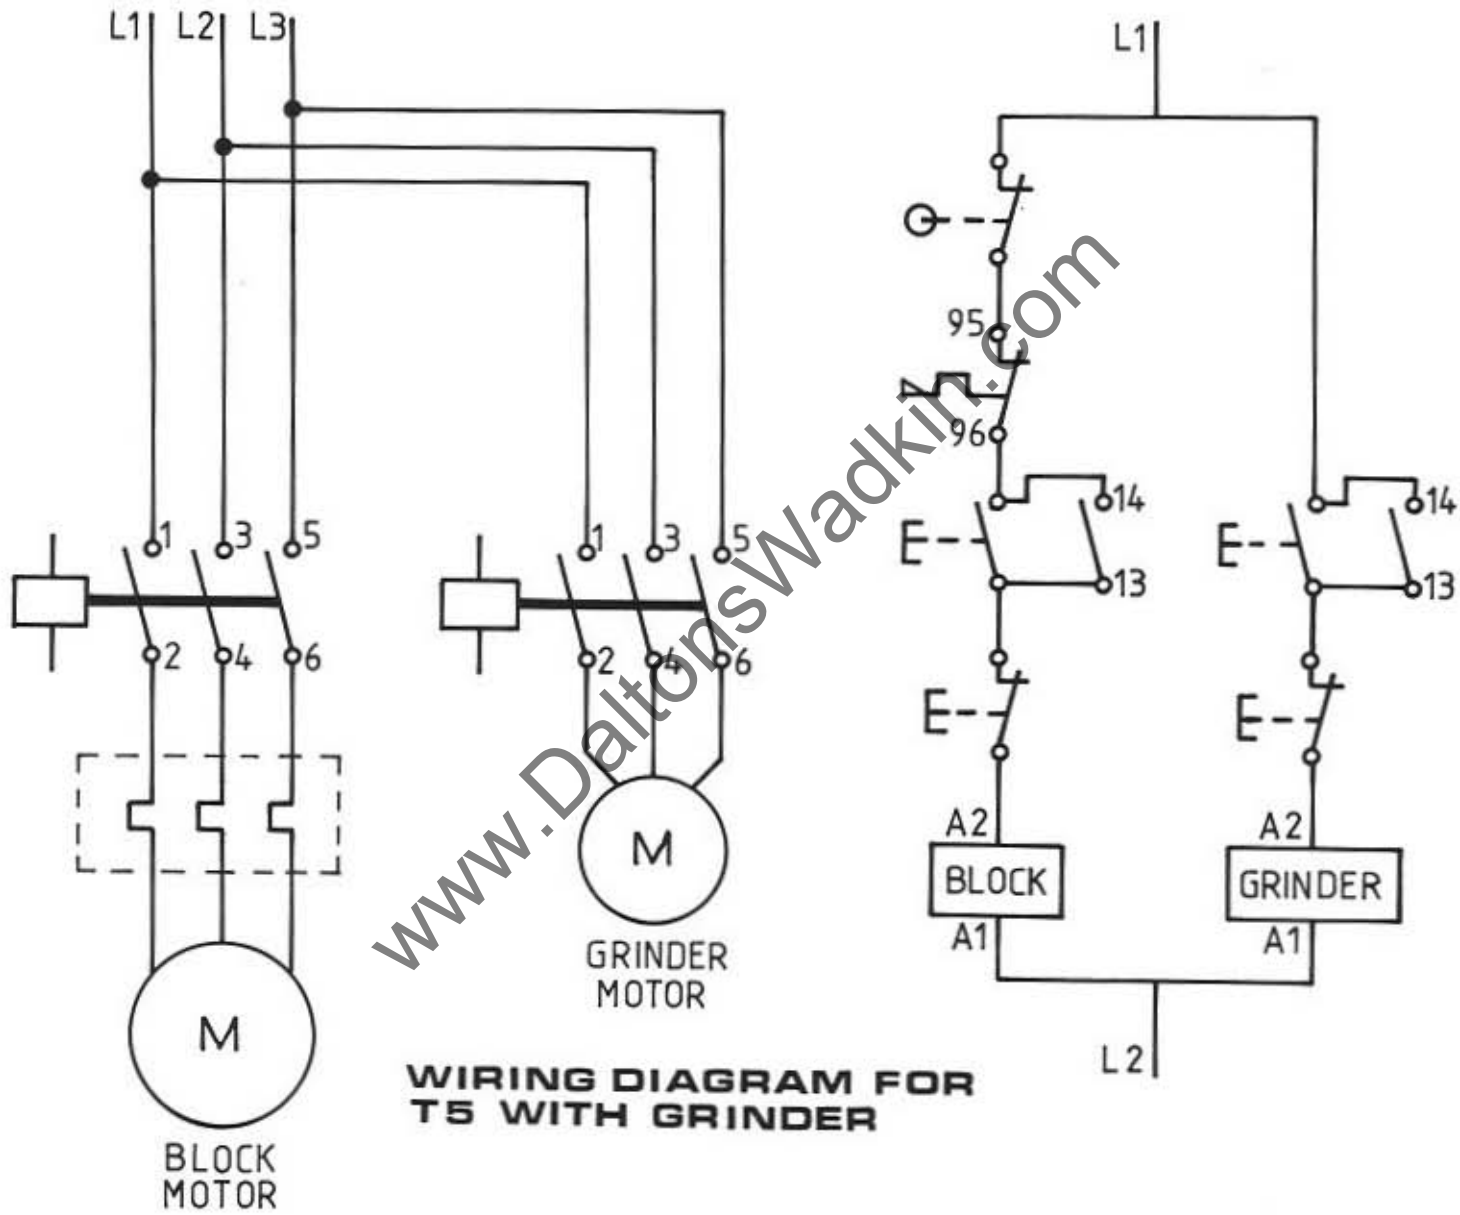 L1 L2 L3 L1
95
96
14 14
1 3 5 1 3 5
13 13
2 4 6 2 4 6
www.DaltonsWadkin.com
M
M
A2 A2
BLOCK GRINDER
A1 A1
GRINDER
MOTOR
L2
WIRING DIAGRAM FOR
T5 WITH GRINDER
BLOCK
MOTOR